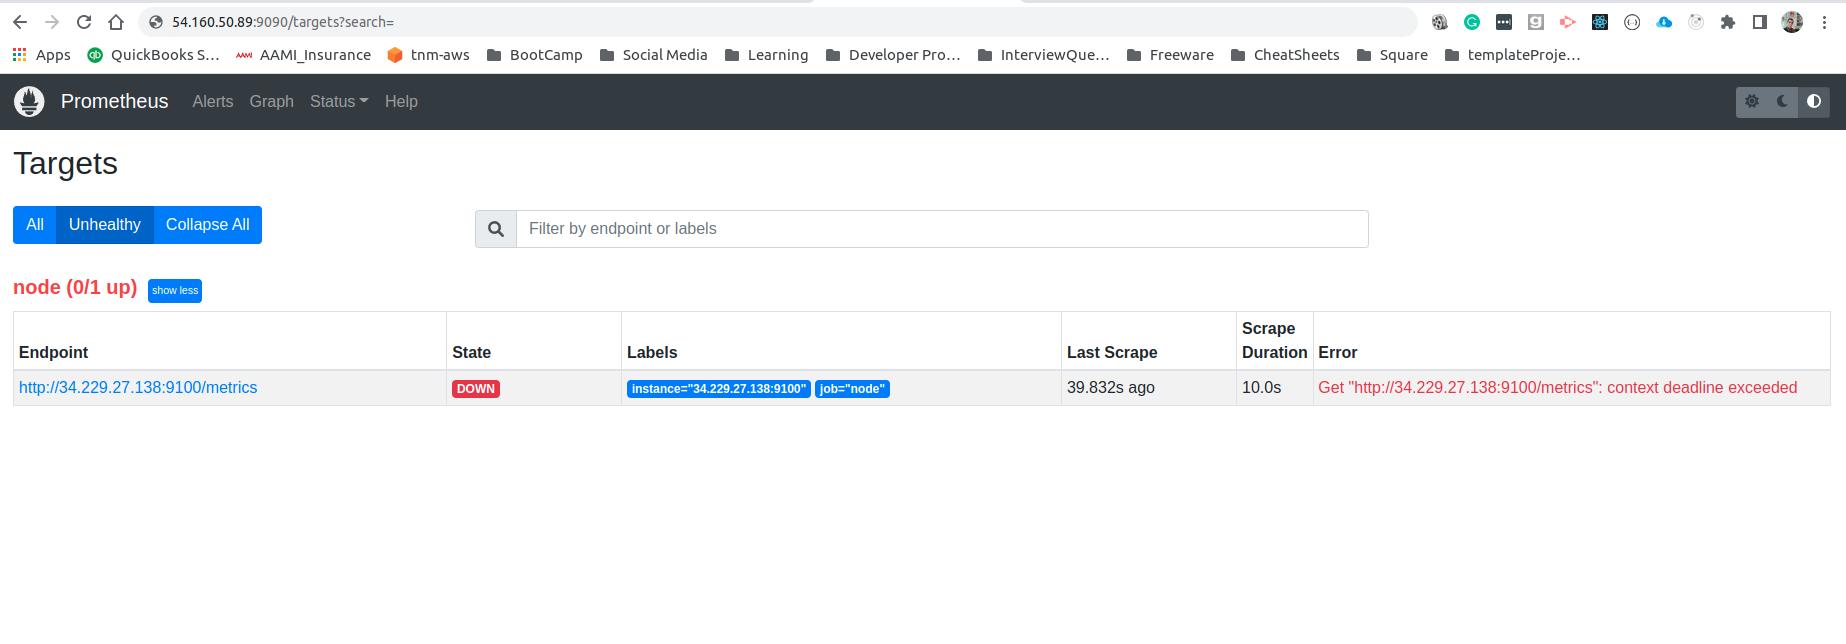 54.160.50.89:9090/targets?search=
Apps QuickBooks S... AAMI_Insurance tnm-aws BootCamp Social Media Learning Developer Pro... InterviewQue... Freeware CheatSheets Square templateProje...
Prometheus Alerts Graph Status Help
Targets
All Unhealthy Collapse All Filter by endpoint or labels
node (0/1 up) show less
Endpoint State Labels Last Scrape Scrape Duration Error
http://34.229.27.138:9100/metrics DOWN instance="34.229.27.138:9100" job="node" 39.832s ago 10.0s Get "http://34.229.27.138:9100/metrics": context deadline exceeded